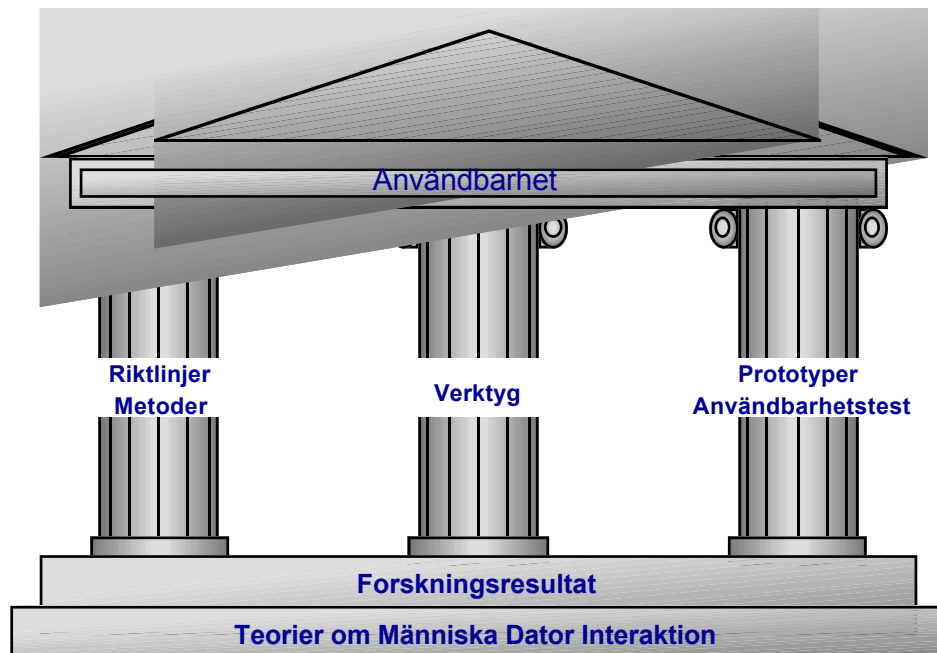 Användbarhet
Riktlinjer
Metoder
Verktyg
Prototyper
Användbarhetstest
Forskningsresultat
Teorier om Människa Dator Interaktion